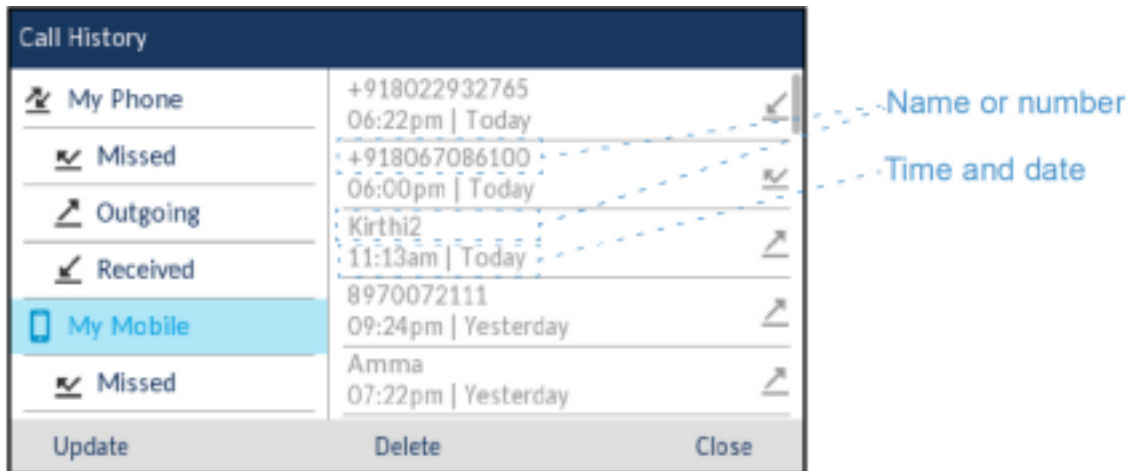 Call History
My Phone
Missed
Outgoing
Received
My Mobile
Missed
+918022932765
06:22pm | Today
+918067086100
06:00pm | Today
Kirthi2
11:13am | Today
8970072111
09:24pm | Yesterday
Amma
07:22pm | Yesterday
Update
Delete
Close
Name or number
Time and date